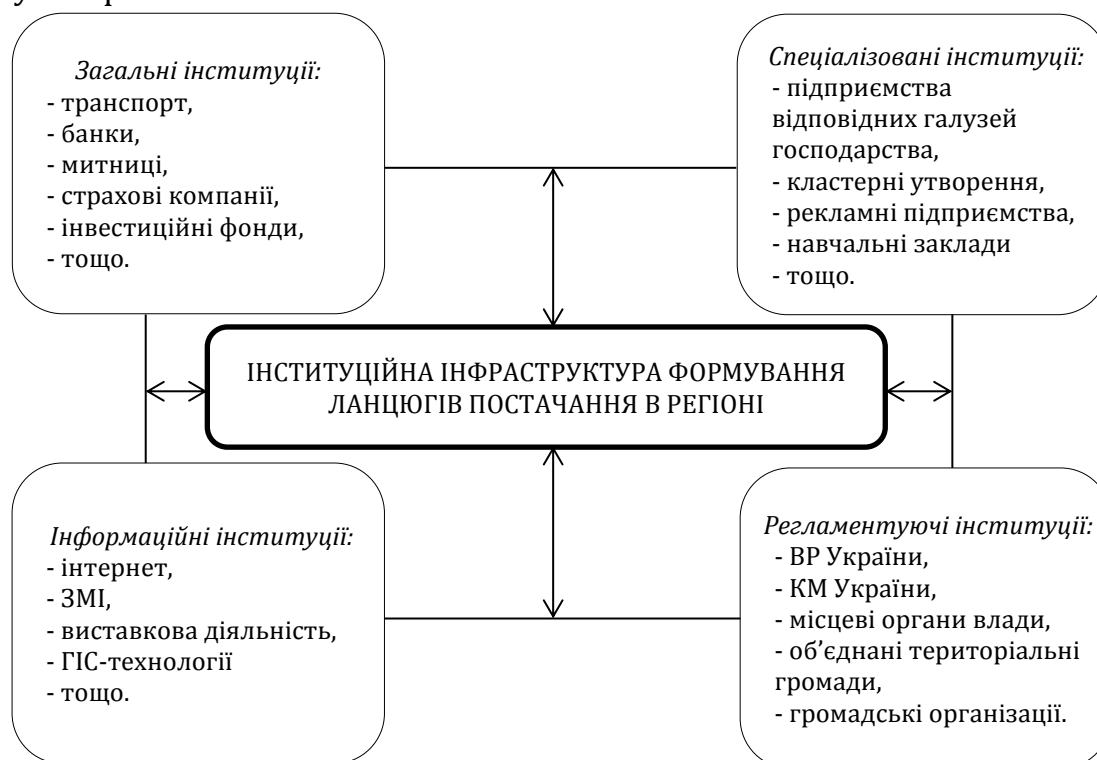 Загальні інституції:
- транспорт,
- банки,
- митниці,
- страхові компанії,
- інвестиційні фонди,
- тощо.
Спеціалізовані інституції:
- підприємства
відповідних галузей
господарства,
- кластерні утворення,
- рекламні підприємства,
- навчальні заклади
- тощо.
ІНСТИТУЦІЙНА ІНФРАСТРУКТУРА ФОРМУВАННЯ
ЛАНЦЮГІВ ПОСТАЧАННЯ В РЕГІОНІ
Інформаційні інституції:
- інтернет,
- ЗМІ,
- виставкова діяльність,
- ГІС-технології
- тощо.
Регламентуючі інституції:
- ВР України,
- КМ України,
- місцеві органи влади,
- об’єднані територіальні
громади,
- громадські організації.